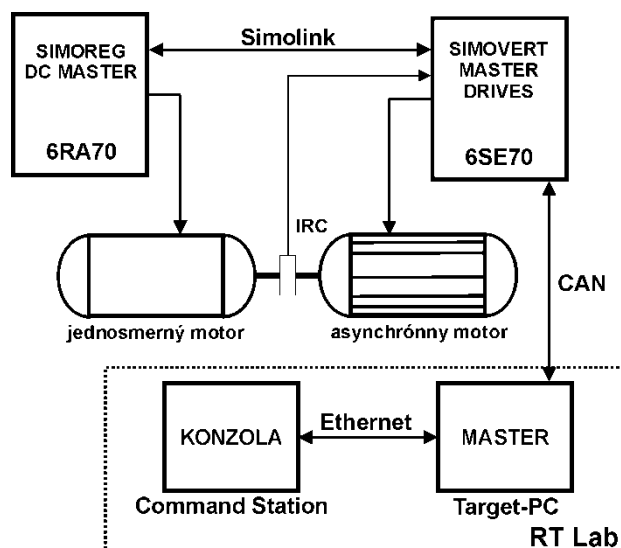 SIMOREG
DC MASTER
6RA70
Simolink
SIMOVERT
MASTER
DRIVES
6SE70
IRC
jednosmerný motor
asynchrónny motor
CAN
KONZOLA
Ethernet
MASTER
Command Station
Target-PC
RT Lab